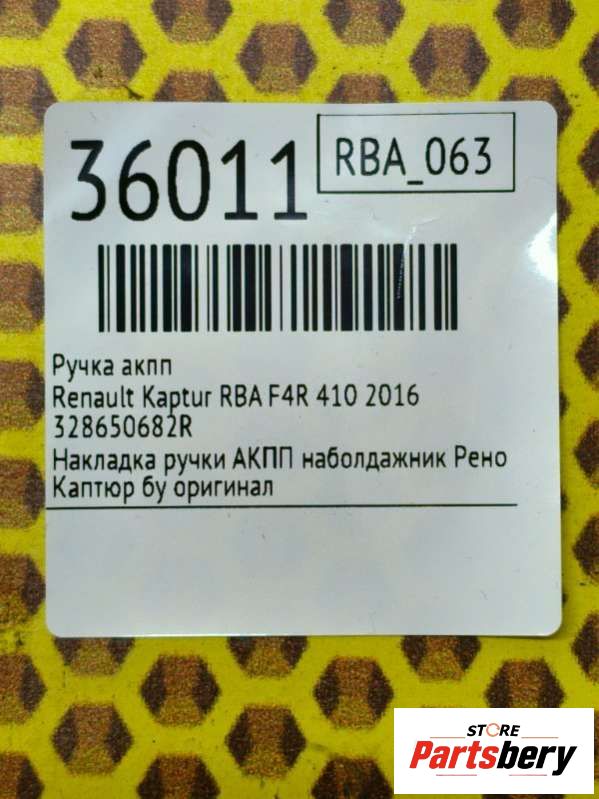 36011
RBA_063
Ручка акпп
Renault Kaptur RBA F4R 410 2016
328650682R
Накладка ручки АКПП наболдажник Рено
Каптюр бу оригинал
STORE
Partsbery